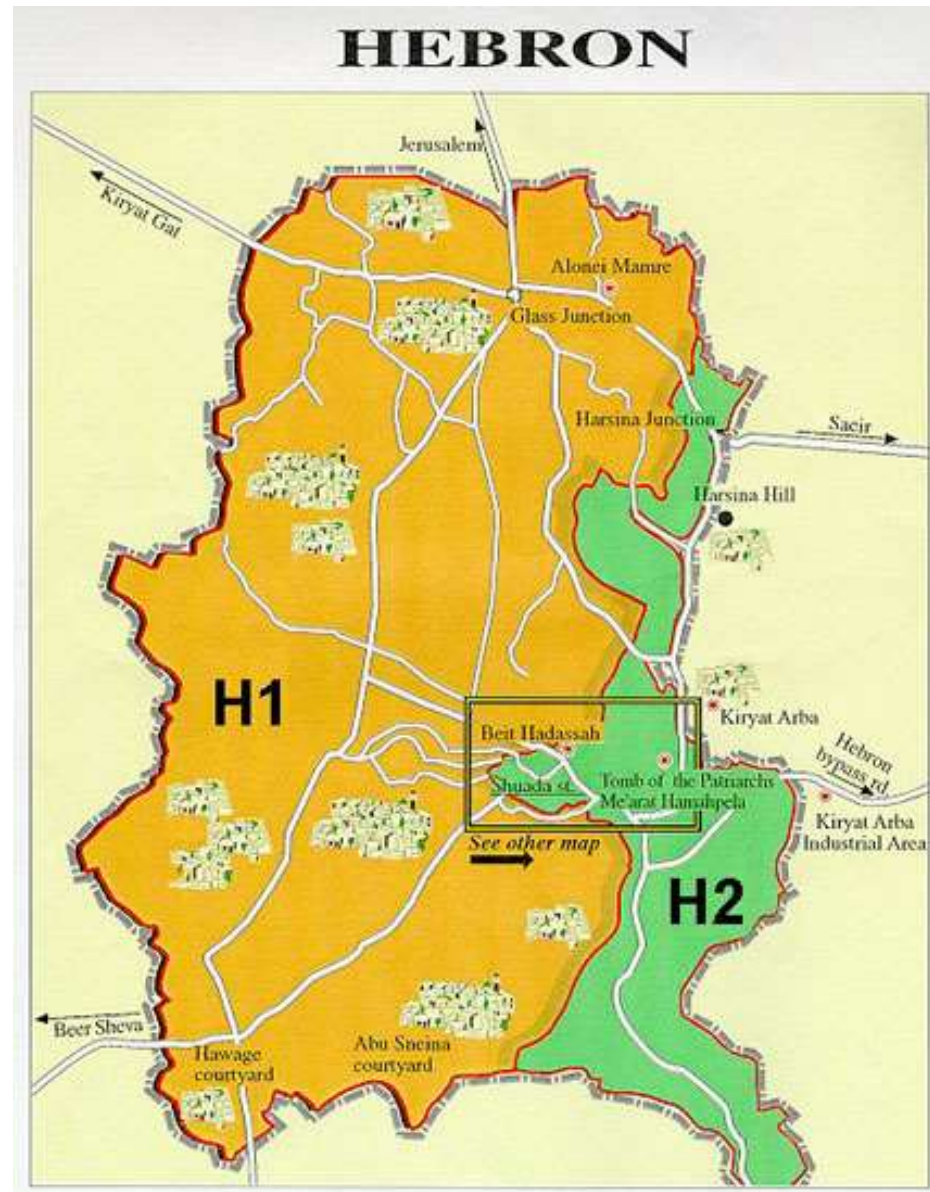 HEBRON
Jerusalem
Kiryat Gat
Alonei Mamre
Glass Junction
Harsina Junction
Saeir
Harsina Hill
H1
Kiryat Arba
Beit Hadassah
Hebron
bypass rd.
Shuada st.
Tomb of the Patriarchs
Me'arat Hamahpela
Kiryat Arba
Industrial Area
See other map
H2
Beer Sheva
Hawage
courtyard
Abu Sneina
courtyard